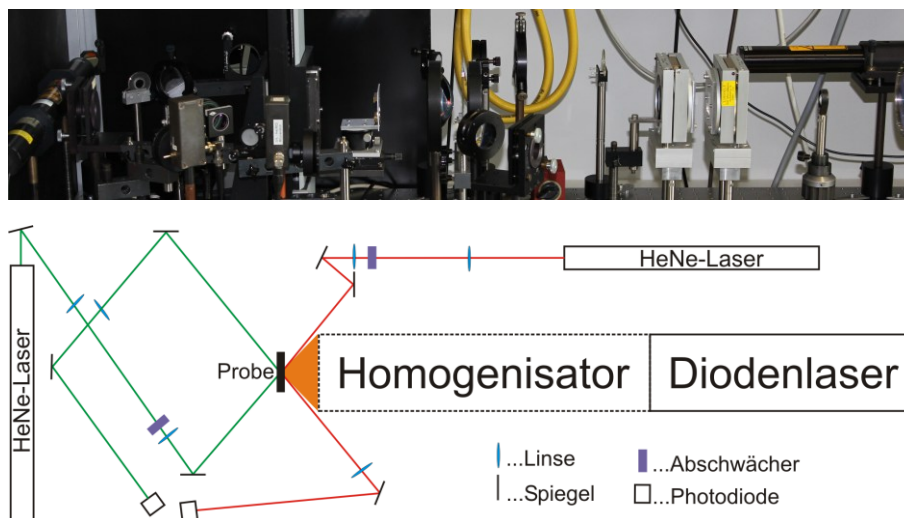 HeNe-Laser
HeNe-Laser
Probe
Homogenisator
Diodenlaser
...Linse
...Abschwächer
...Spiegel
...Photodiode